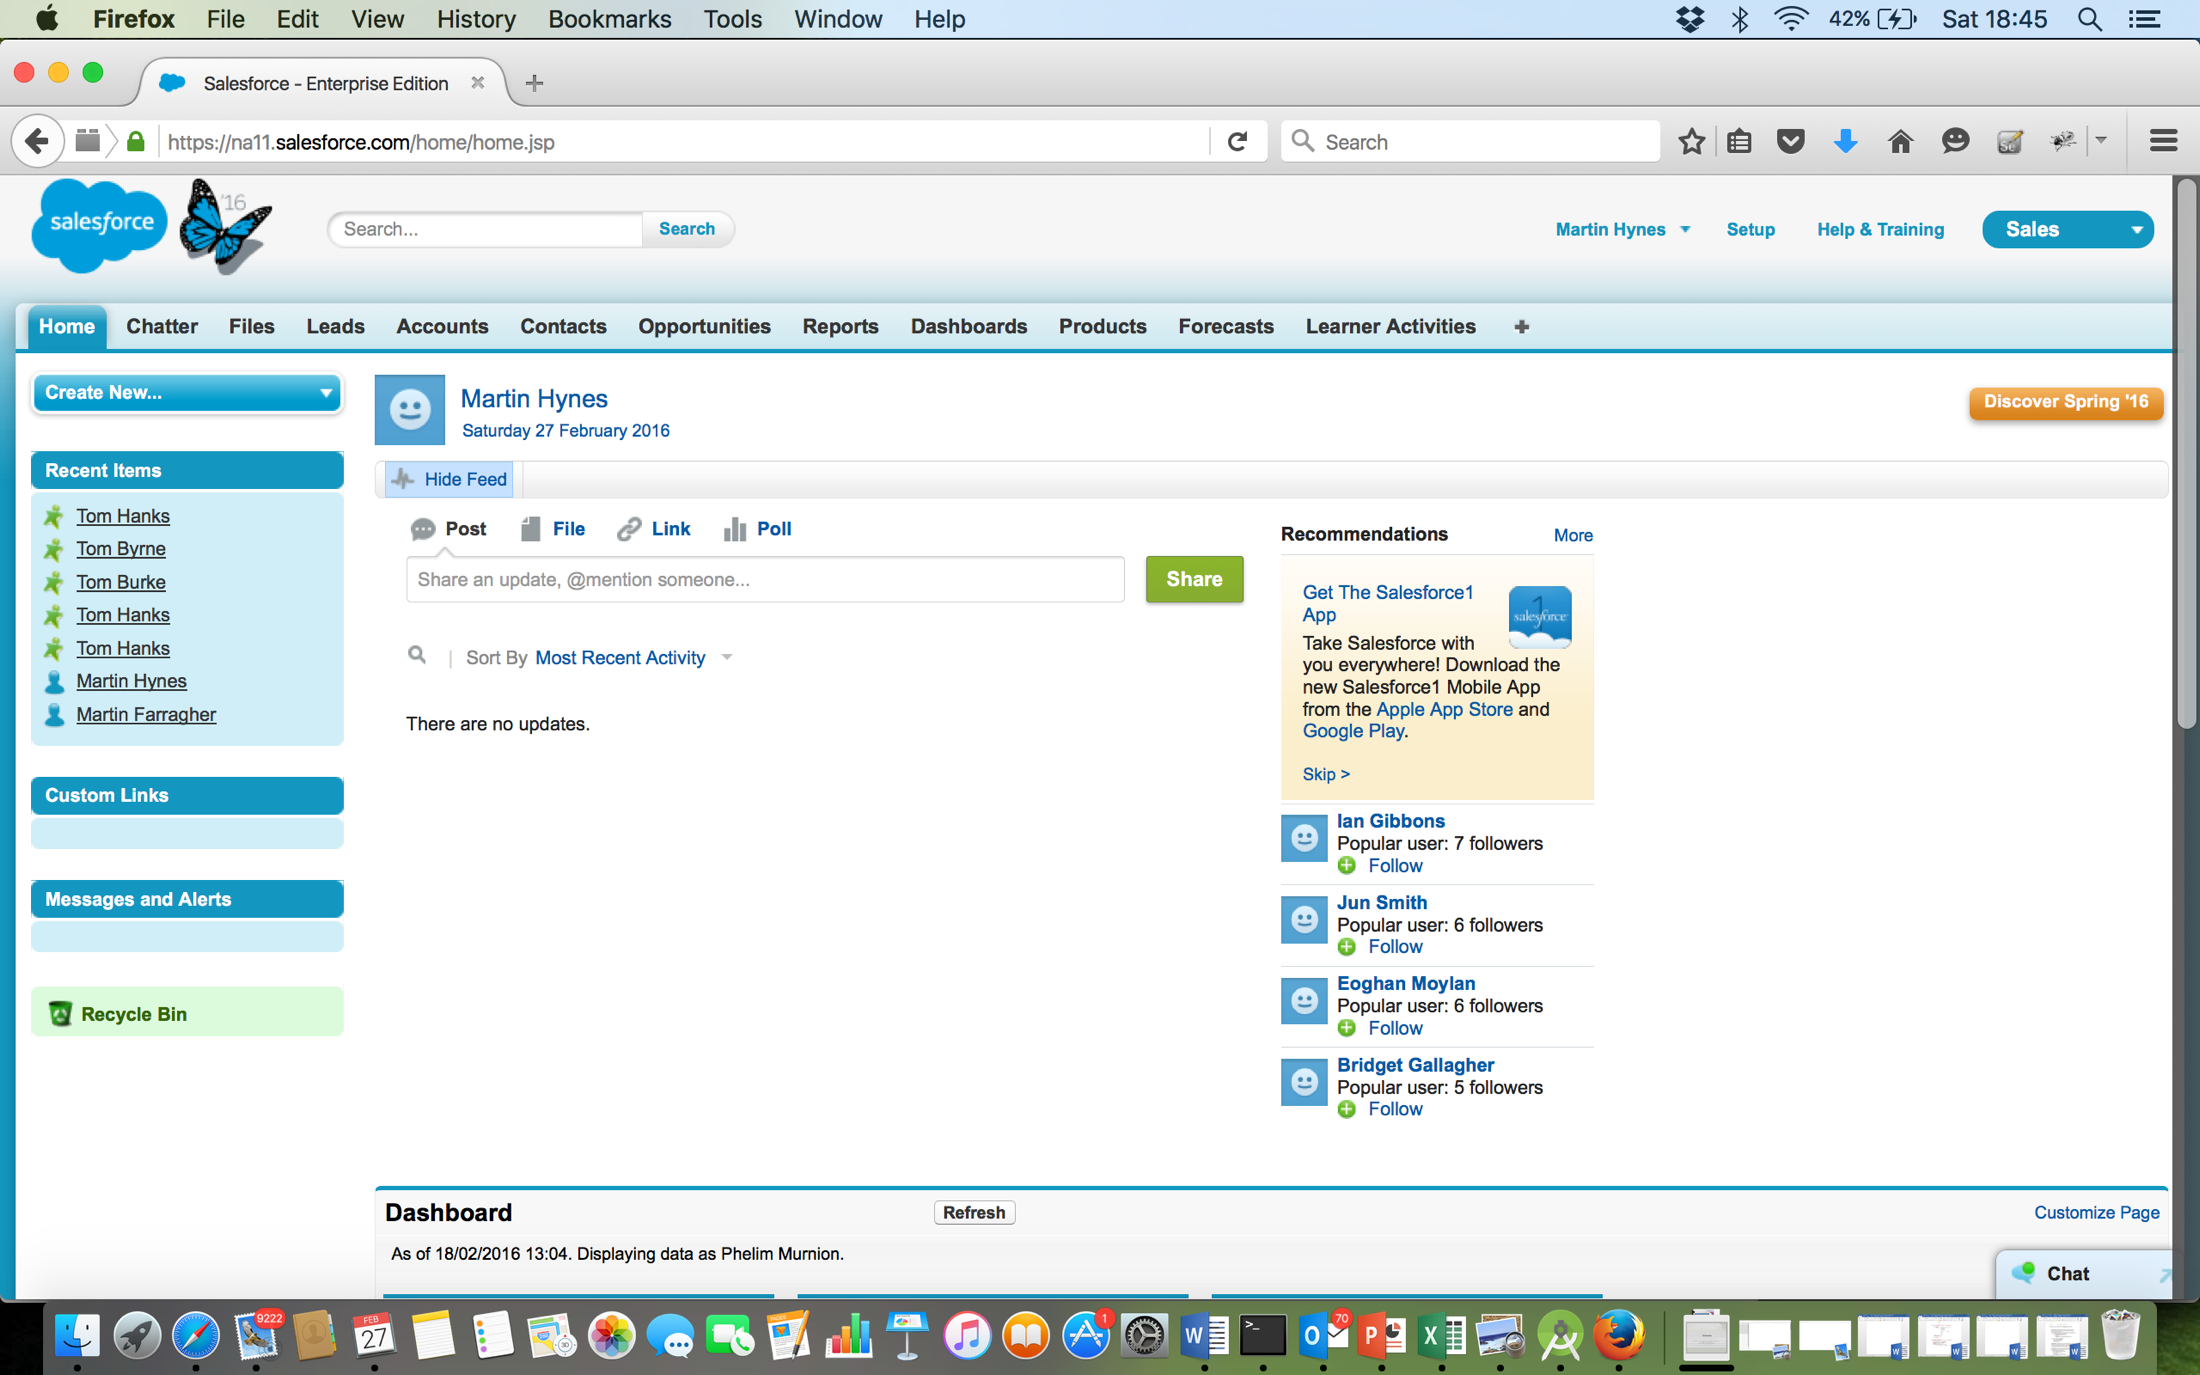 Firefox File Edit View History Bookmarks Tools Window Help 42% Sat 18:45
Salesforce - Enterprise Edition
https://na11.salesforce.com/home/home.jsp Search
salesforce '16 Search... Search Martin Hynes Setup Help & Training Sales
Home Chatter Files Leads Accounts Contacts Opportunities Reports Dashboards Products Forecasts Learner Activities
Create New...
Martin Hynes
Saturday 27 February 2016
Discover Spring '16
Recent Items
Tom Hanks
Tom Byrne
Tom Burke
Tom Hanks
Tom Hanks
Martin Hynes
Martin Farragher
Custom Links
Messages and Alerts
Recycle Bin
Hide Feed
Post File Link Poll
Share an update, @mention someone... Share
Sort By Most Recent Activity
There are no updates.
Recommendations More
Get The Salesforce1
App
salesforce 1
Take Salesforce with
you everywhere! Download the
new Salesforce1 Mobile App
from the Apple App Store and
Google Play.
Skip >
Ian Gibbons
Popular user: 7 followers
Follow
Jun Smith
Popular user: 6 followers
Follow
Eoghan Moylan
Popular user: 6 followers
Follow
Bridget Gallagher
Popular user: 5 followers
Follow
Dashboard Refresh Customize Page
As of 18/02/2016 13:04. Displaying data as Phelim Murnion.
Chat
9222 FEB 27 1 70